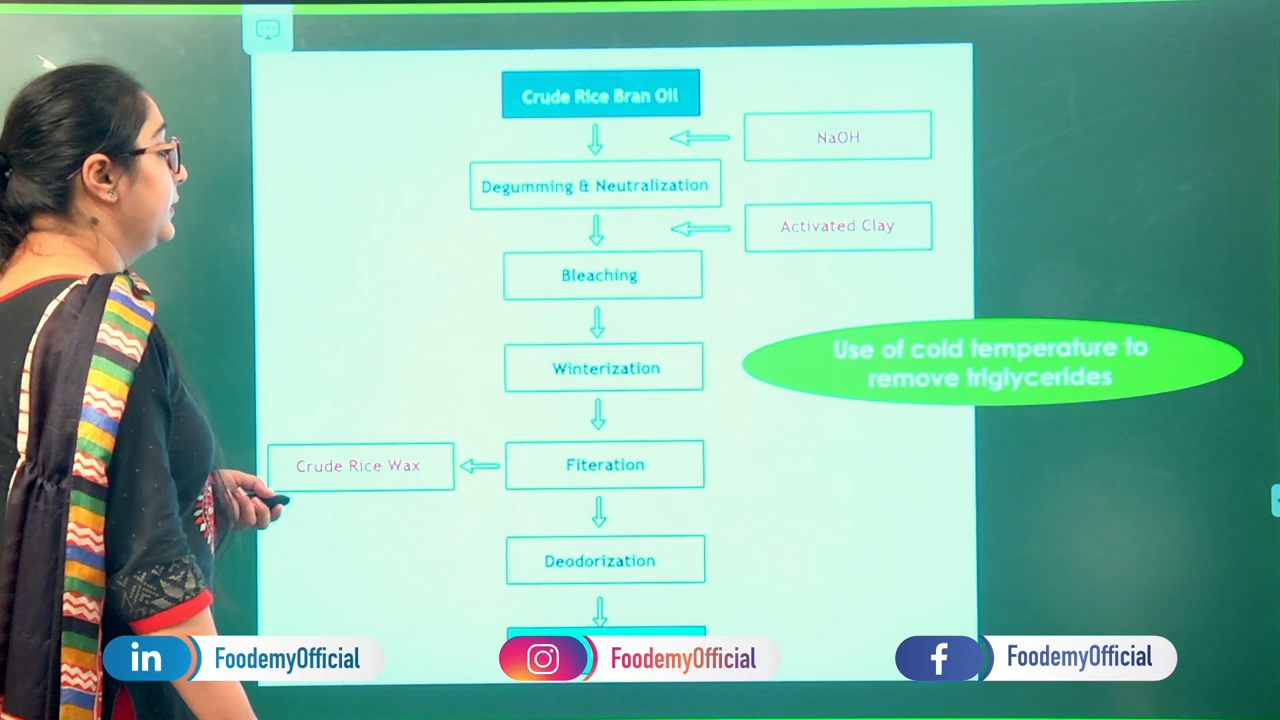 Crude Rice Bran Oil
NaOH
Degumming & Neutralization
Activated Clay
Bleaching
Use of cold temperature to
remove triglycerides
Winterization
Crude Rice Wax
Fiteration
Deodorization
in
FoodemyOfficial
FoodemyOfficial
f
FoodemyOfficial